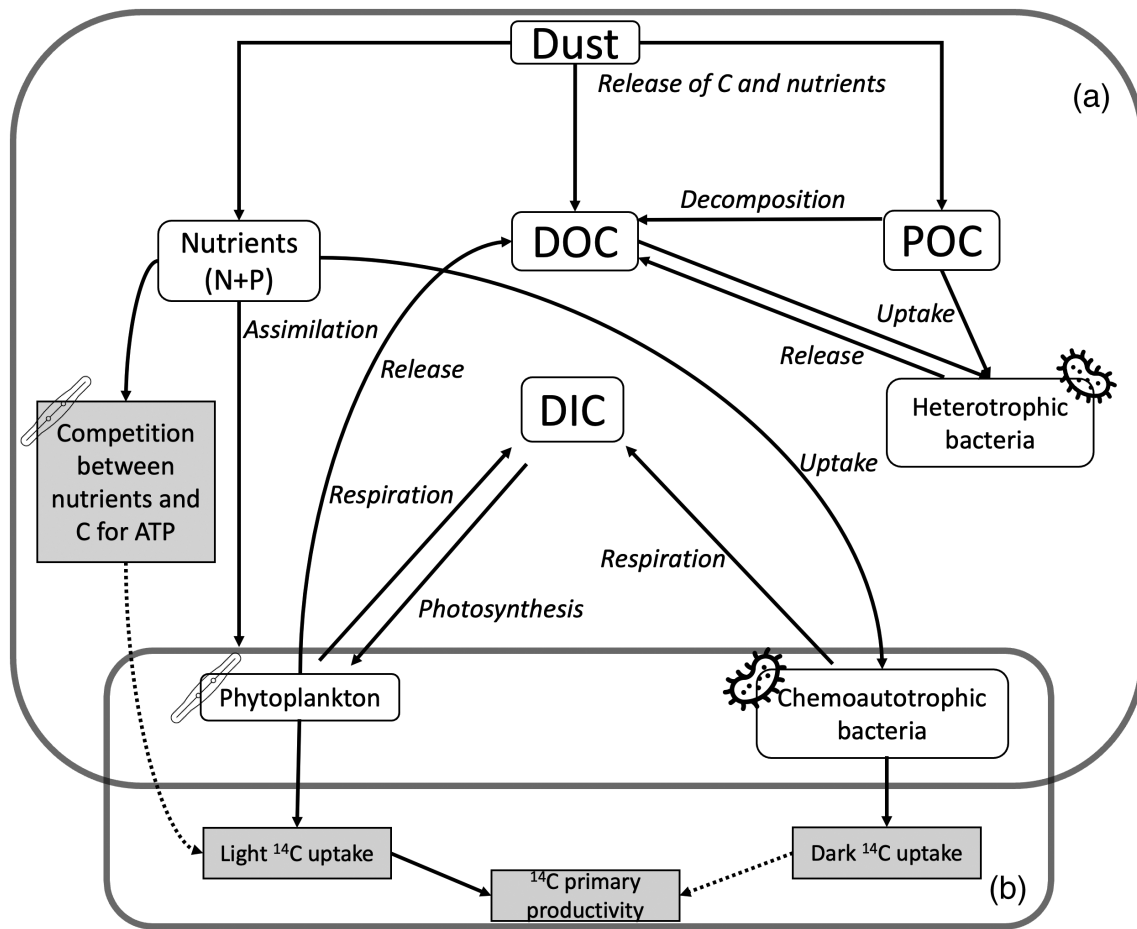 Dust
Release of C and nutrients
(a)
Decomposition
Nutrients
(N+P)
DOC
POC
Assimilation
Uptake
Release
Release
Heterotrophic
bacteria
DIC
Competition
between
nutrients and
C for ATP
Respiration
Uptake
Respiration
Photosynthesis
Phytoplankton
Chemoautotrophic
bacteria
Light ¹⁴C uptake
Dark ¹⁴C uptake
¹⁴C primary
productivity
(b)